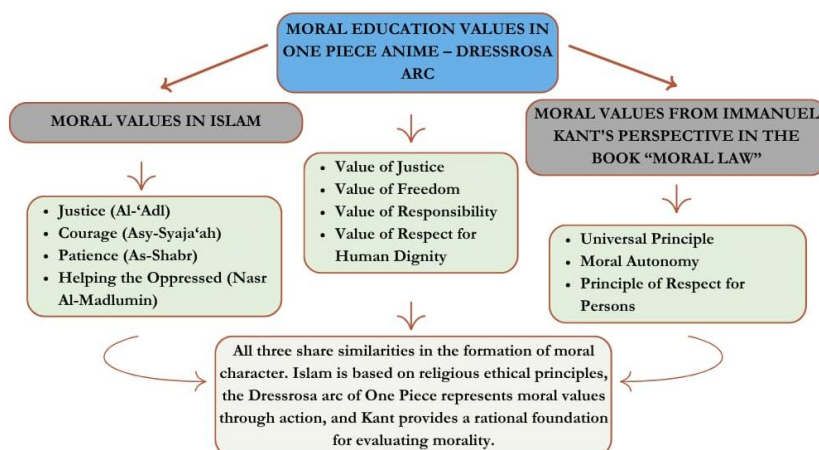 MORAL EDUCATION VALUES IN
ONE PIECE ANIME – DRESSROSA
ARC
MORAL VALUES IN ISLAM
MORAL VALUES FROM IMMANUEL
KANT'S PERSPECTIVE IN THE
BOOK “MORAL LAW”
• Justice (Al-‘Adl)
• Courage (Asy-Syaja‘ah)
• Patience (As-Shabr)
• Helping the Oppressed (Nasr
Al-Madlumin)
• Value of Justice
• Value of Freedom
• Value of Responsibility
• Value of Respect for
Human Dignity
• Universal Principle
• Moral Autonomy
• Principle of Respect for
Persons
All three share similarities in the formation of moral
character. Islam is based on religious ethical principles,
the Dressrosa arc of One Piece represents moral values
through action, and Kant provides a rational foundation
for evaluating morality.